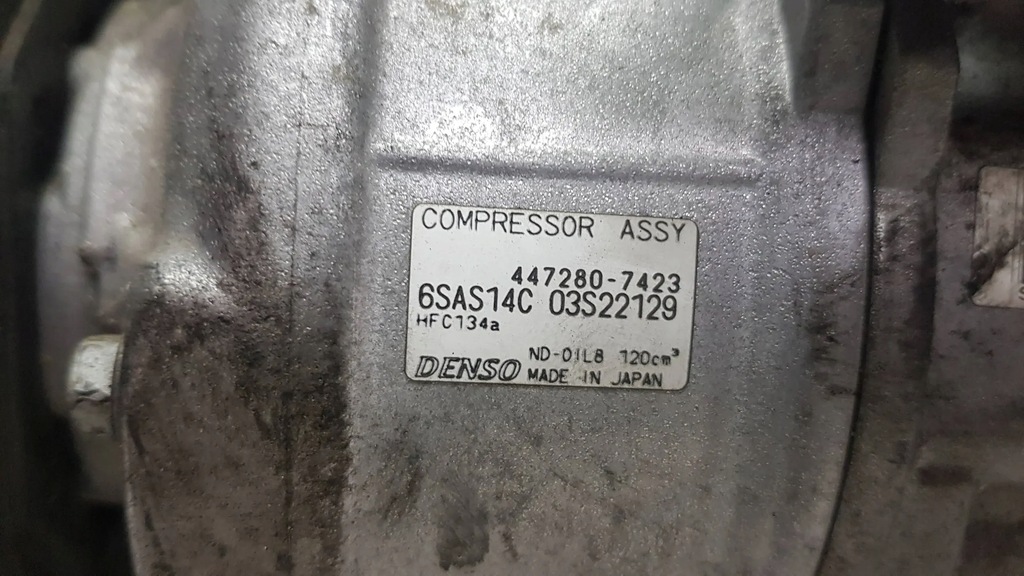 COMPRESSOR ASSY
447280-7423
6SAS14C 03S22129
HFC134a
ND-OIL8 120cm³
DENSO MADE IN JAPAN